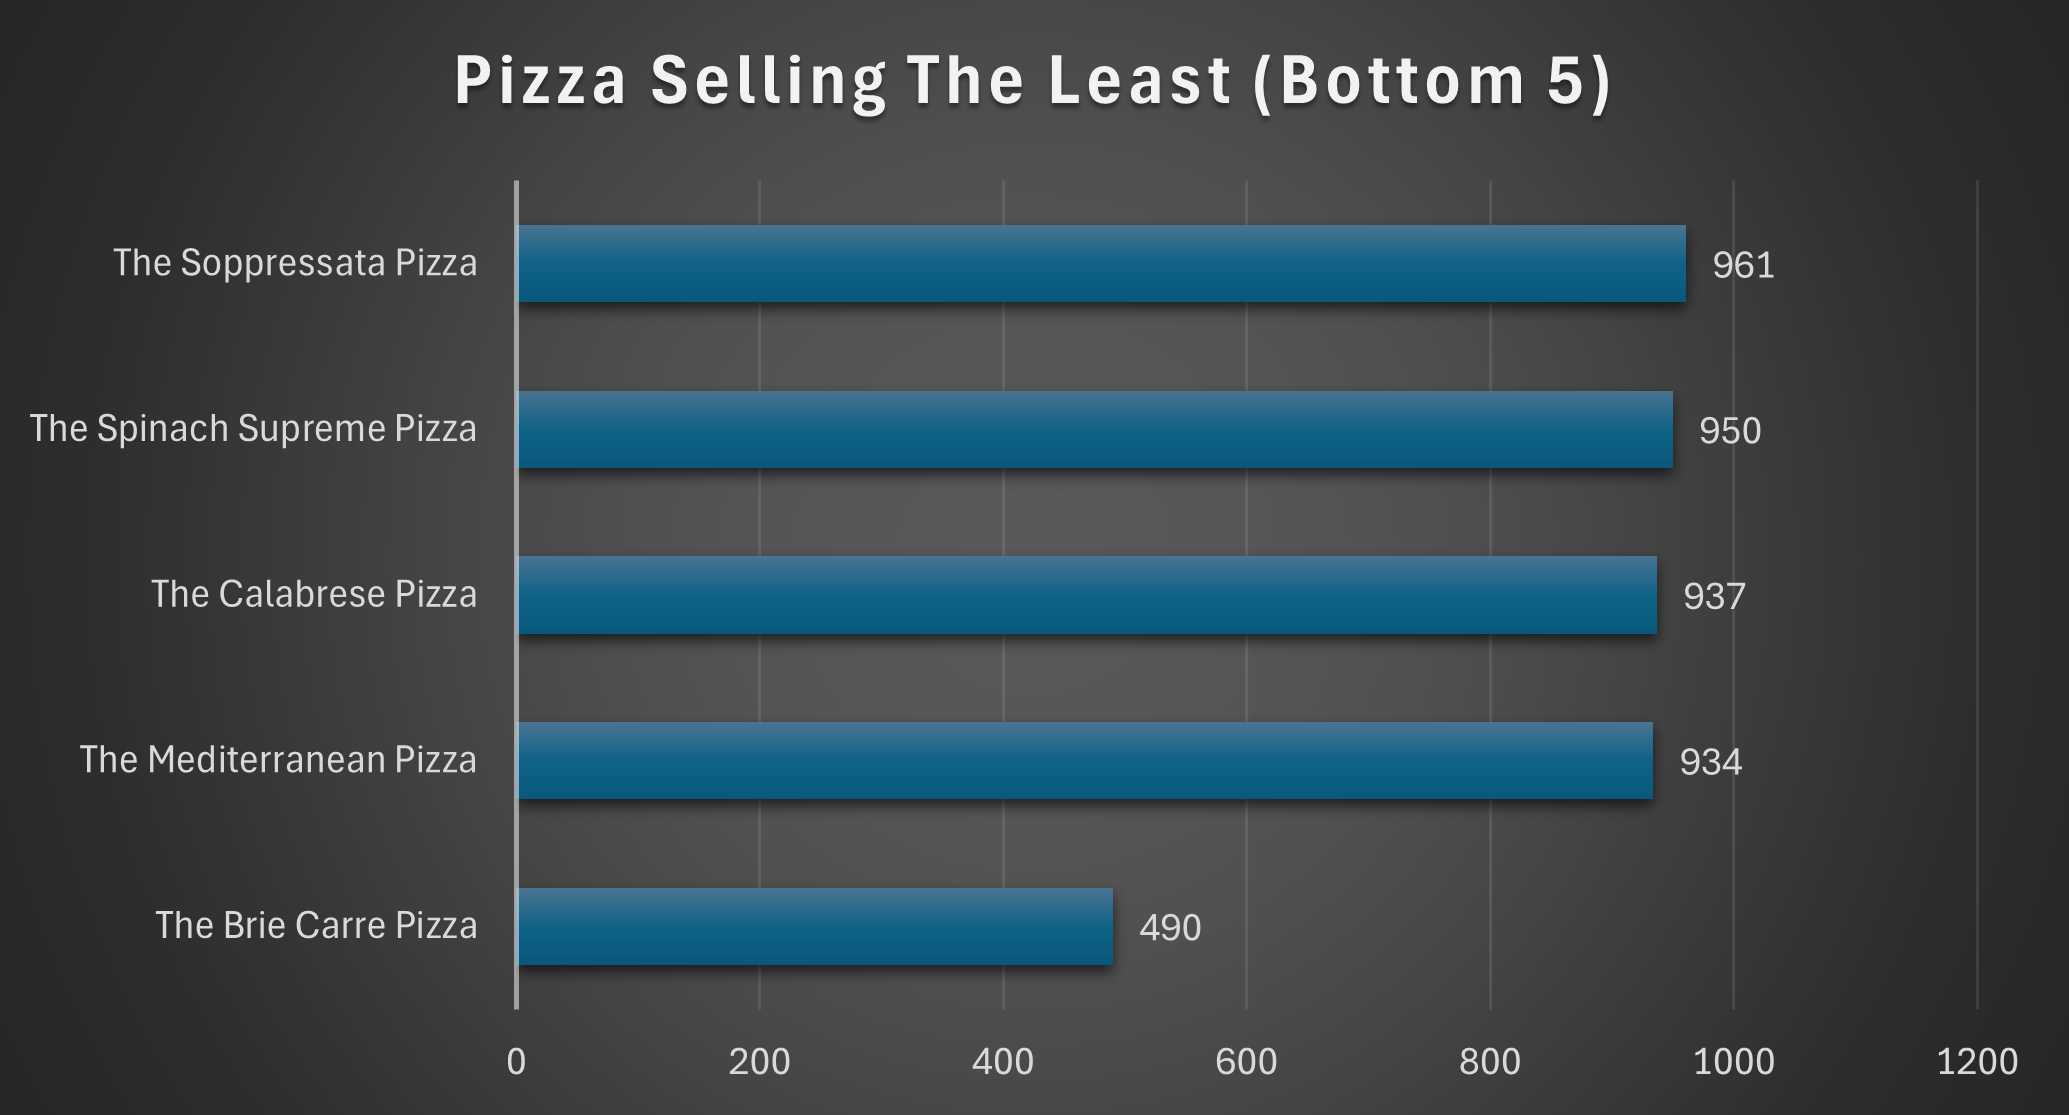 Pizza Selling The Least (Bottom 5)
The Soppressata Pizza 961
The Spinach Supreme Pizza 950
The Calabrese Pizza 937
The Mediterranean Pizza 934
The Brie Carre Pizza 490
0 200 400 600 800 1000 1200